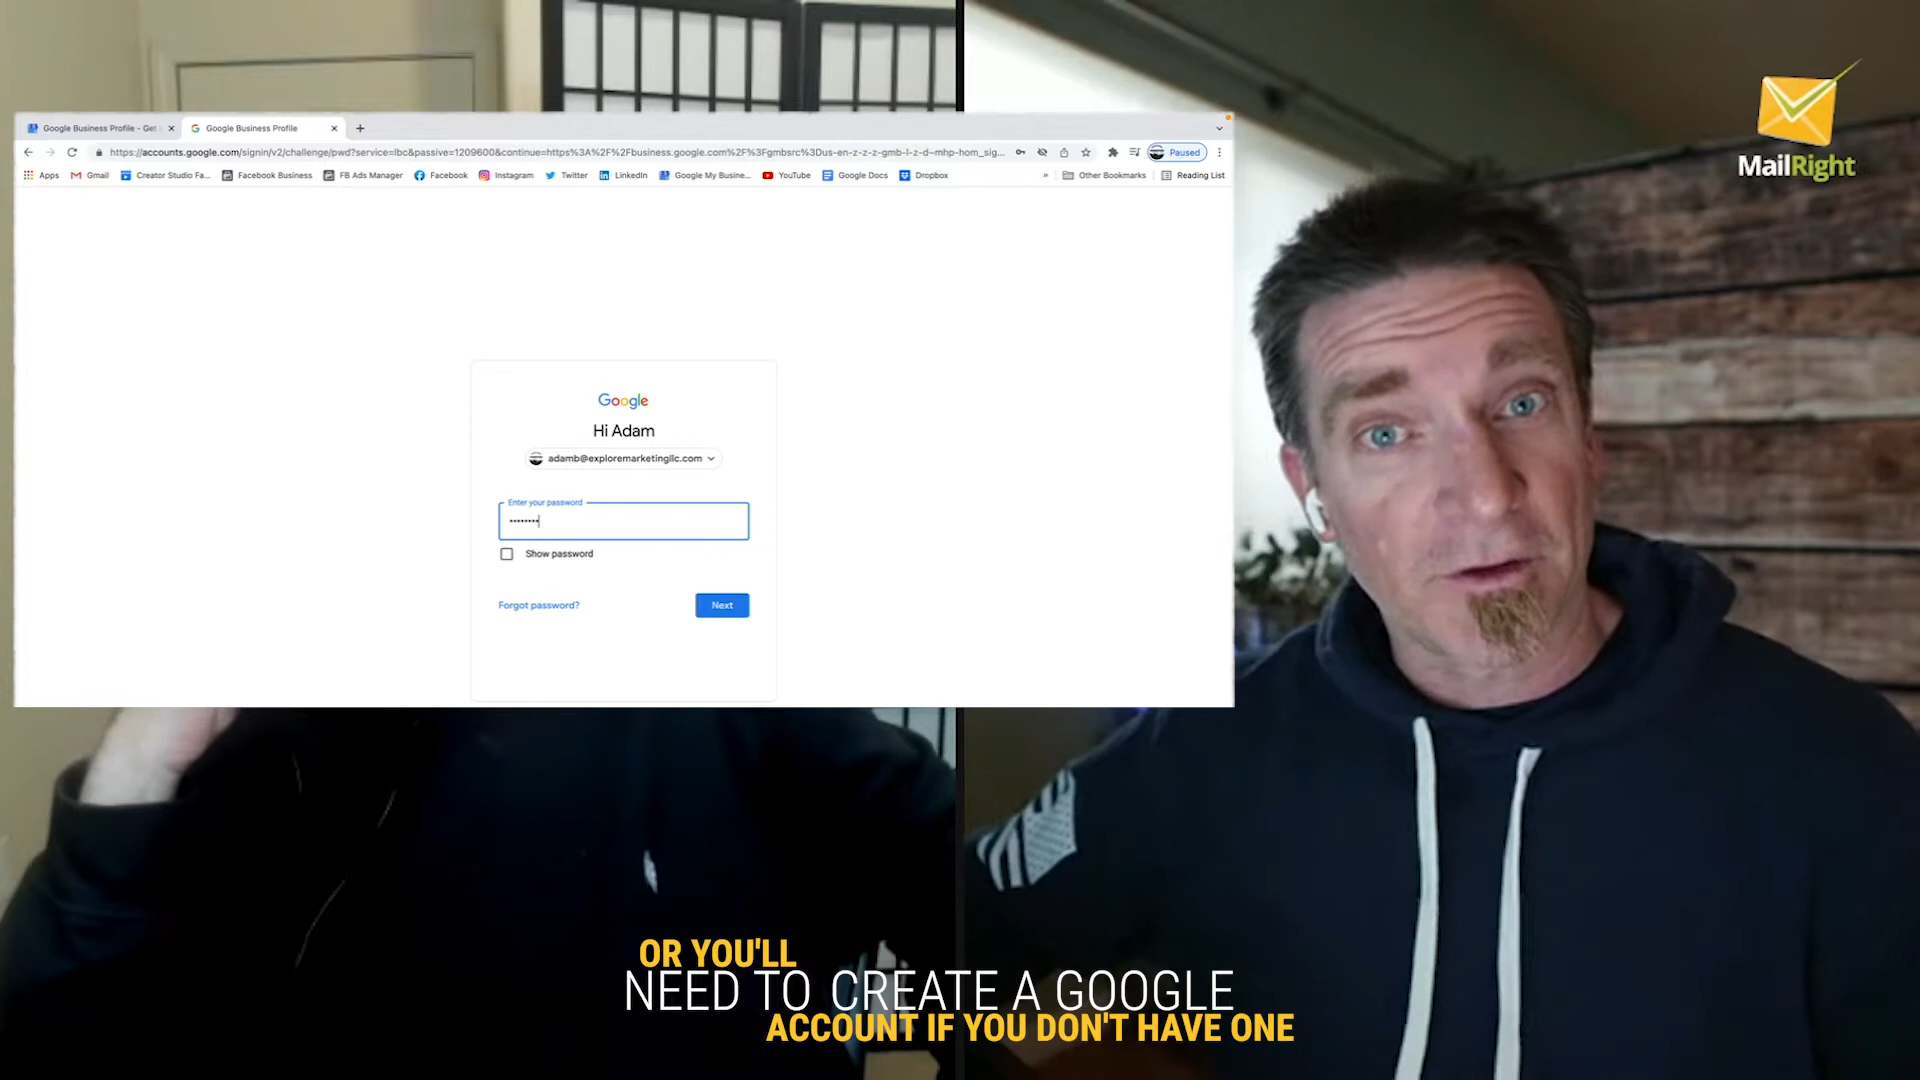 Google Business Profile - Get
Google Business Profile
https://accounts.google.com/signin/v2/challenge/pwd?service=lbc&passive=1209600&continue=https%3A%2F%2Fbusiness.google.com%2F%3Fgmbsrc%3Dus-en-z-z-z-gmb-l-z-d~mhp-hom_sig...
Paused
Apps
Gmail
Creator Studio Fa...
Facebook Business
FB Ads Manager
Facebook
Instagram
Twitter
LinkedIn
Google My Busine...
YouTube
Google Docs
Dropbox
»
Other Bookmarks
Reading List
MailRight
Google
Hi Adam
adamb@exploremarketingllc.com
Enter your password
••••••••
Show password
Forgot password?
Next
OR YOU'LL
NEED TO CREATE A GOOGLE
ACCOUNT IF YOU DON'T HAVE ONE